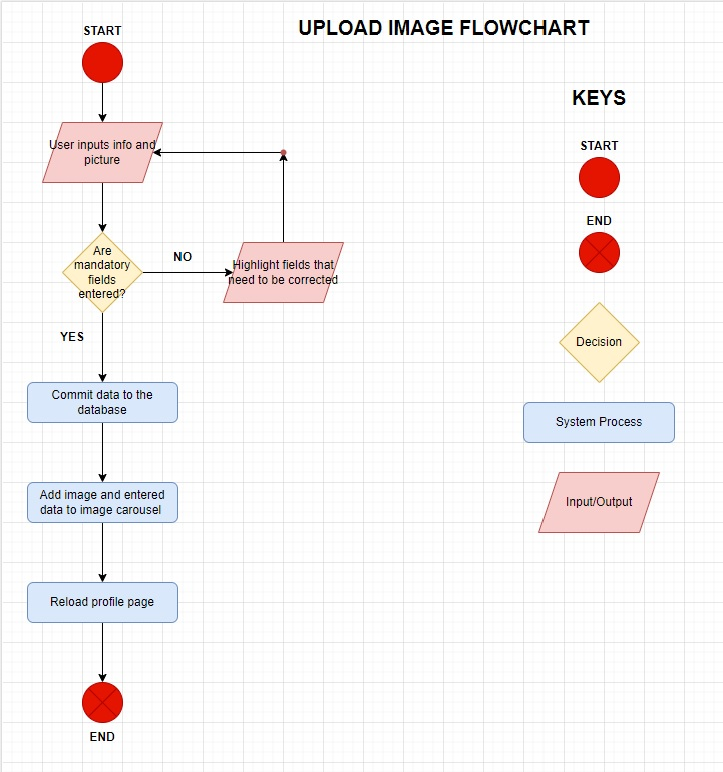 UPLOAD IMAGE FLOWCHART
START
User inputs info and
picture
Are
mandatory
fields
entered?
NO
Highlight fields that
need to be corrected
YES
Commit data to the
database
Add image and entered
data to image carousel
Reload profile page
END
KEYS
START
END
Decision
System Process
Input/Output